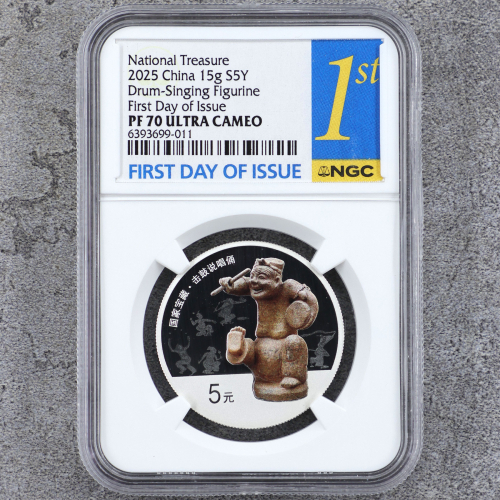 National Treasure
2025 China 15g S5Y
Drum-Singing Figurine
First Day of Issue
PF 70 ULTRA CAMEO
6393699-011
FIRST DAY OF ISSUE
1st
NGC
国家宝藏·击鼓说唱俑
5元